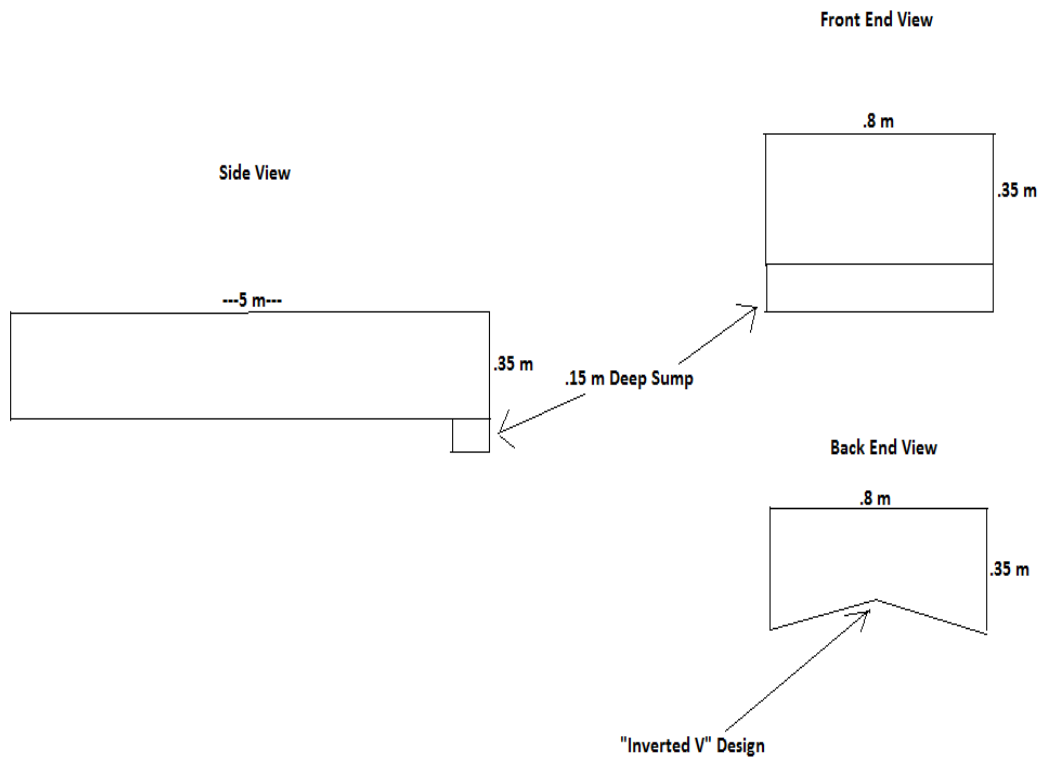 Front End View
.8 m
Side View
.35 m
---5 m---
.35 m
.15 m Deep Sump
Back End View
.8 m
.35 m
"Inverted V" Design